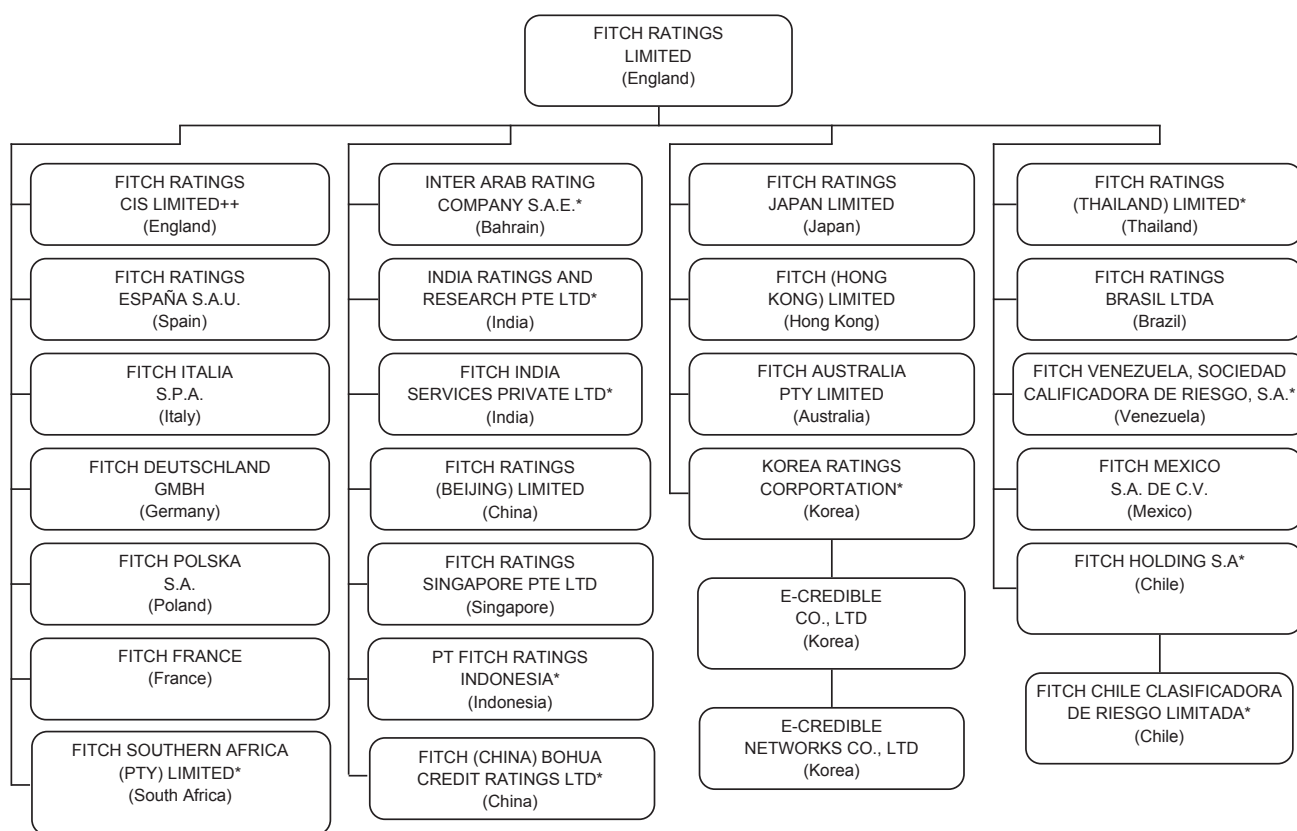 FITCH RATINGS
LIMITED
(England)
FITCH RATINGS
CIS LIMITED++
(England)
FITCH RATINGS
ESPAÑA S.A.U.
(Spain)
FITCH ITALIA
S.P.A.
(Italy)
FITCH DEUTSCHLAND
GMBH
(Germany)
FITCH POLSKA
S.A.
(Poland)
FITCH FRANCE
(France)
FITCH SOUTHERN AFRICA
(PTY) LIMITED*
(South Africa)
INTER ARAB RATING
COMPANY S.A.E.*
(Bahrain)
INDIA RATINGS AND
RESEARCH PTE LTD*
(India)
FITCH INDIA
SERVICES PRIVATE LTD*
(India)
FITCH RATINGS
(BEIJING) LIMITED
(China)
FITCH RATINGS
SINGAPORE PTE LTD
(Singapore)
PT FITCH RATINGS
INDONESIA*
(Indonesia)
FITCH (CHINA) BOHUA
CREDIT RATINGS LTD*
(China)
FITCH RATINGS
JAPAN LIMITED
(Japan)
FITCH (HONG
KONG) LIMITED
(Hong Kong)
FITCH AUSTRALIA
PTY LIMITED
(Australia)
KOREA RATINGS
CORPORTATION*
(Korea)
E-CREDIBLE
CO., LTD
(Korea)
E-CREDIBLE
NETWORKS CO., LTD
(Korea)
FITCH RATINGS
(THAILAND) LIMITED*
(Thailand)
FITCH RATINGS
BRASIL LTDA
(Brazil)
FITCH VENEZUELA, SOCIEDAD
CALIFICADORA DE RIESGO, S.A.*
(Venezuela)
FITCH MEXICO
S.A. DE C.V.
(Mexico)
FITCH HOLDING S.A*
(Chile)
FITCH CHILE CLASIFICADORA
DE RIESGO LIMITADA*
(Chile)